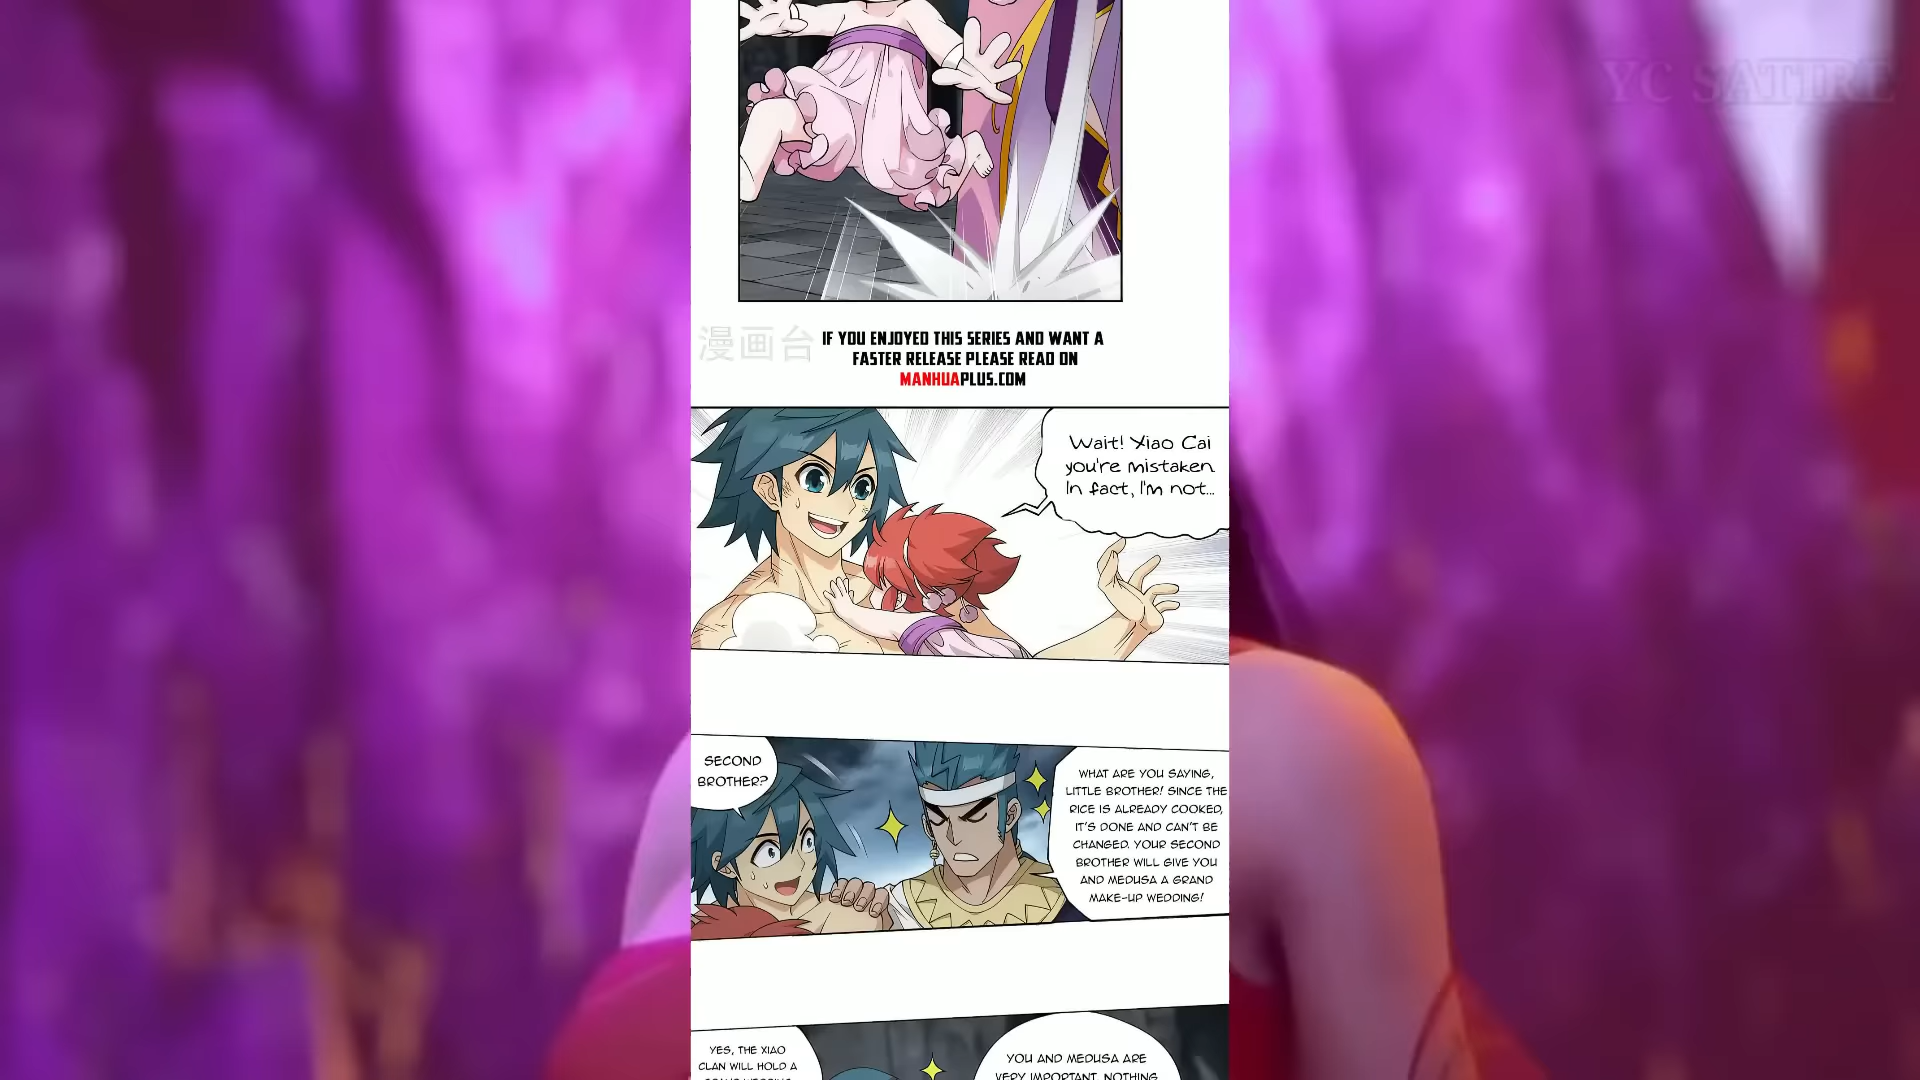 YC SATIRE
漫画台
IF YOU ENJOYED THIS SERIES AND WANT A
FASTER RELEASE PLEASE READ ON
MANHUAPLUS.COM
Wait! Xiao Cai
you're mistaken.
In fact, I'm not...
SECOND
BROTHER?
WHAT ARE YOU SAYING,
LITTLE BROTHER! SINCE THE
RICE IS ALREADY COOKED,
IT'S DONE AND CAN'T BE
CHANGED. YOUR SECOND
BROTHER WILL GIVE YOU
AND MEDUSA A GRAND
MAKE-UP WEDDING!
YES, THE XIAO
CLAN WILL HOLD A
YOU AND MEDUSA ARE
VERY IMPORTANT, NOTHING